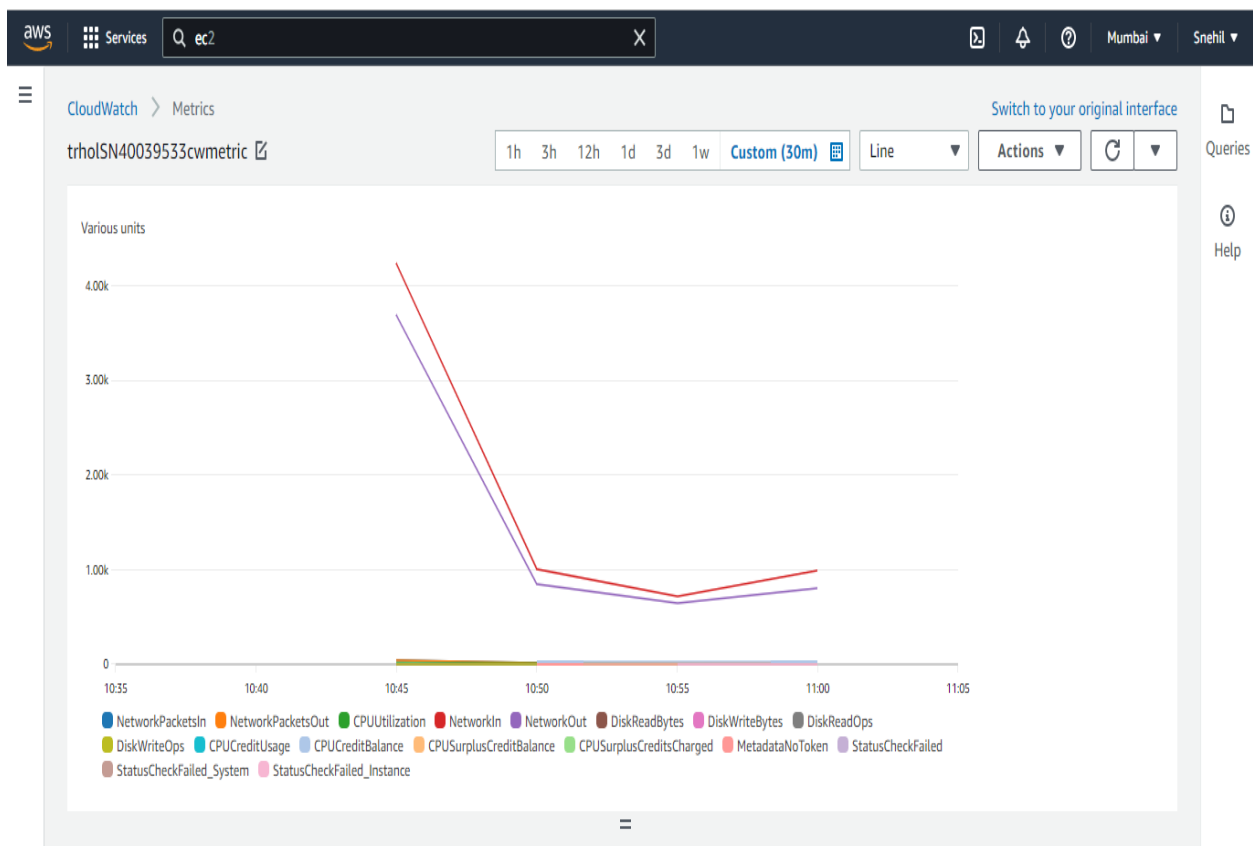 aws Services ec2 Mumbai ▼ Snehil ▼
CloudWatch > Metrics Switch to your original interface
trholSN40039533cwmetric 1h 3h 12h 1d 3d 1w Custom (30m) Line ▼ Actions ▼ ▼
Queries
Help
Various units
4.00k
3.00k
2.00k
1.00k
0
10:35 10:40 10:45 10:50 10:55 11:00 11:05
NetworkPacketsIn NetworkPacketsOut CPUUtilization NetworkIn NetworkOut DiskReadBytes DiskWriteBytes DiskReadOps
DiskWriteOps CPUCreditUsage CPUCreditBalance CPUSurplusCreditBalance CPUSurplusCreditsCharged MetadataNoToken StatusCheckFailed
StatusCheckFailed_System StatusCheckFailed_Instance